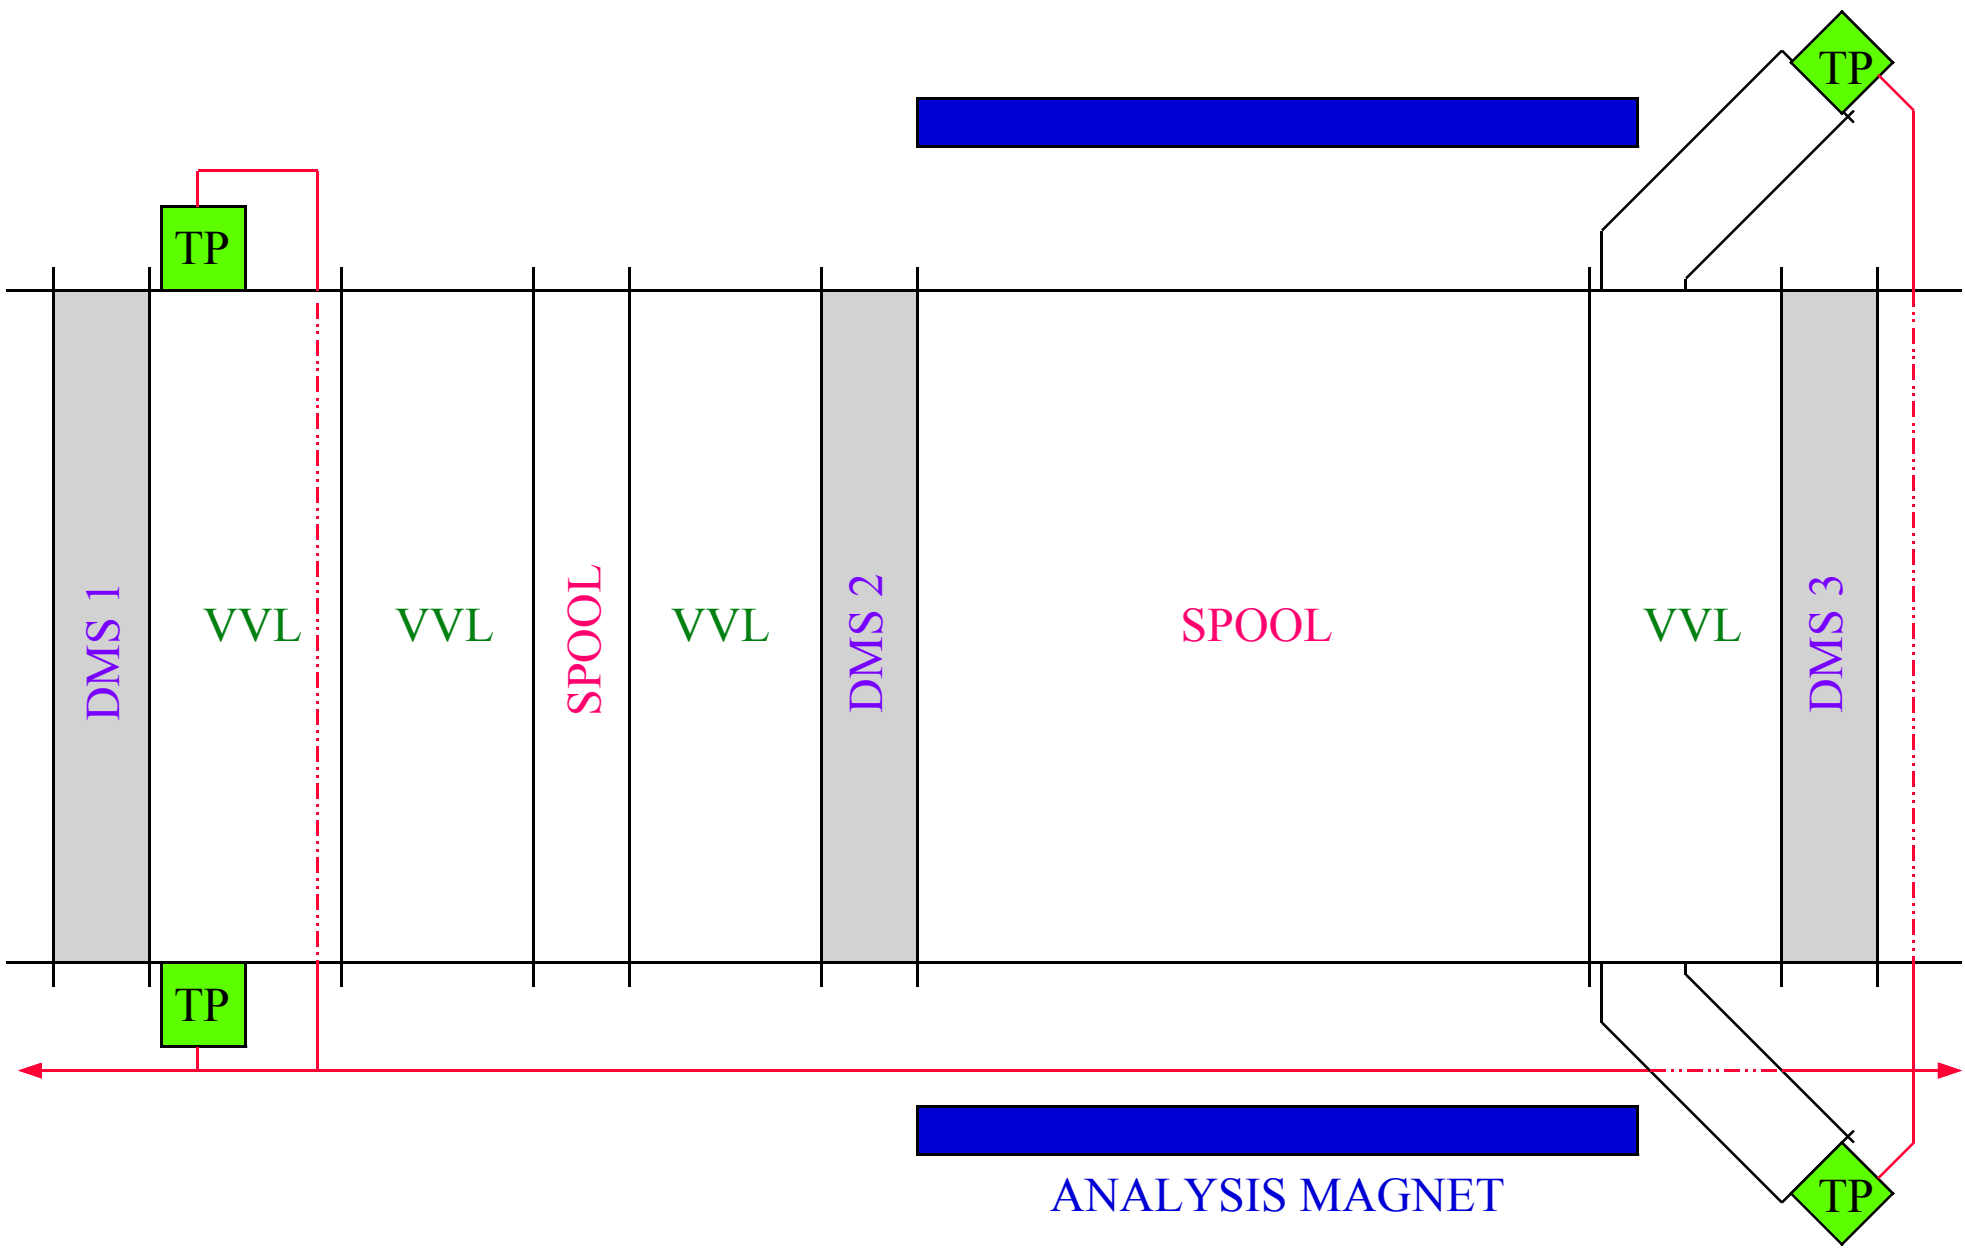 TP
TP
DMS 1
VVL
VVL
SPOOL
VVL
DMS 2
SPOOL
VVL
DMS 3
TP
TP
ANALYSIS MAGNET